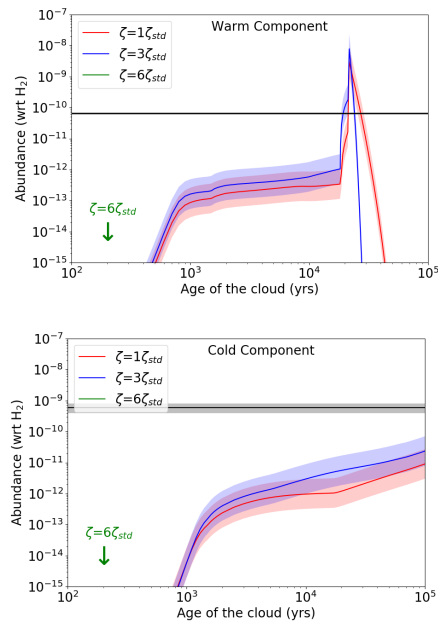 Warm Component
ζ=1ζstd
ζ=3ζstd
ζ=6ζstd
Abundance (wrt H2)
10⁻⁷
10⁻⁸
10⁻⁹
10⁻¹⁰
10⁻¹¹
10⁻¹²
10⁻¹³
10⁻¹⁴
10⁻¹⁵
ζ=6ζstd
10² 10³ 10⁴ 10⁵
Age of the cloud (yrs)
Cold Component
ζ=1ζstd
ζ=3ζstd
ζ=6ζstd
Abundance (wrt H2)
10⁻⁷
10⁻⁸
10⁻⁹
10⁻¹⁰
10⁻¹¹
10⁻¹²
10⁻¹³
10⁻¹⁴
10⁻¹⁵
ζ=6ζstd
10² 10³ 10⁴ 10⁵
Age of the cloud (yrs)